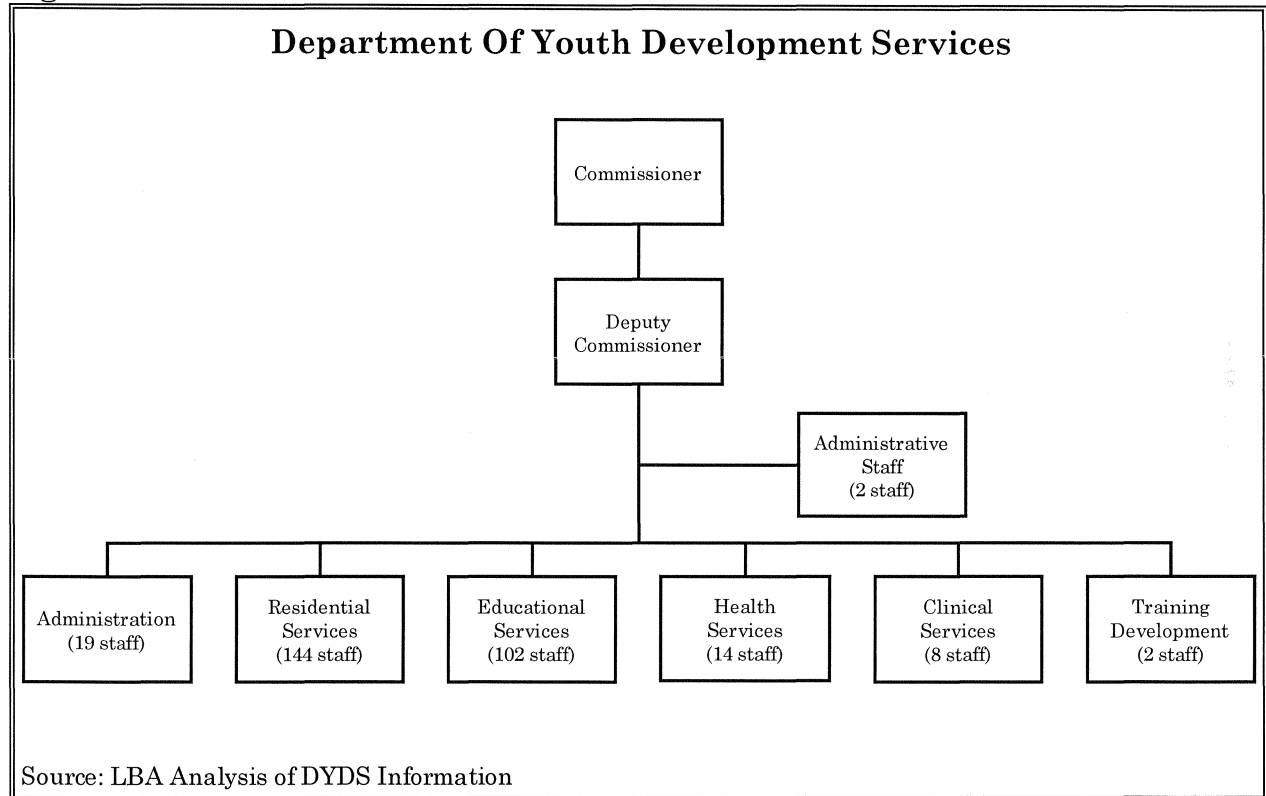 Department Of Youth Development Services
Commissioner
Deputy
Commissioner
Administrative
Staff
(2 staff)
Administration
(19 staff)
Residential
Services
(144 staff)
Educational
Services
(102 staff)
Health
Services
(14 staff)
Clinical
Services
(8 staff)
Training
Development
(2 staff)
Source: LBA Analysis of DYDS Information